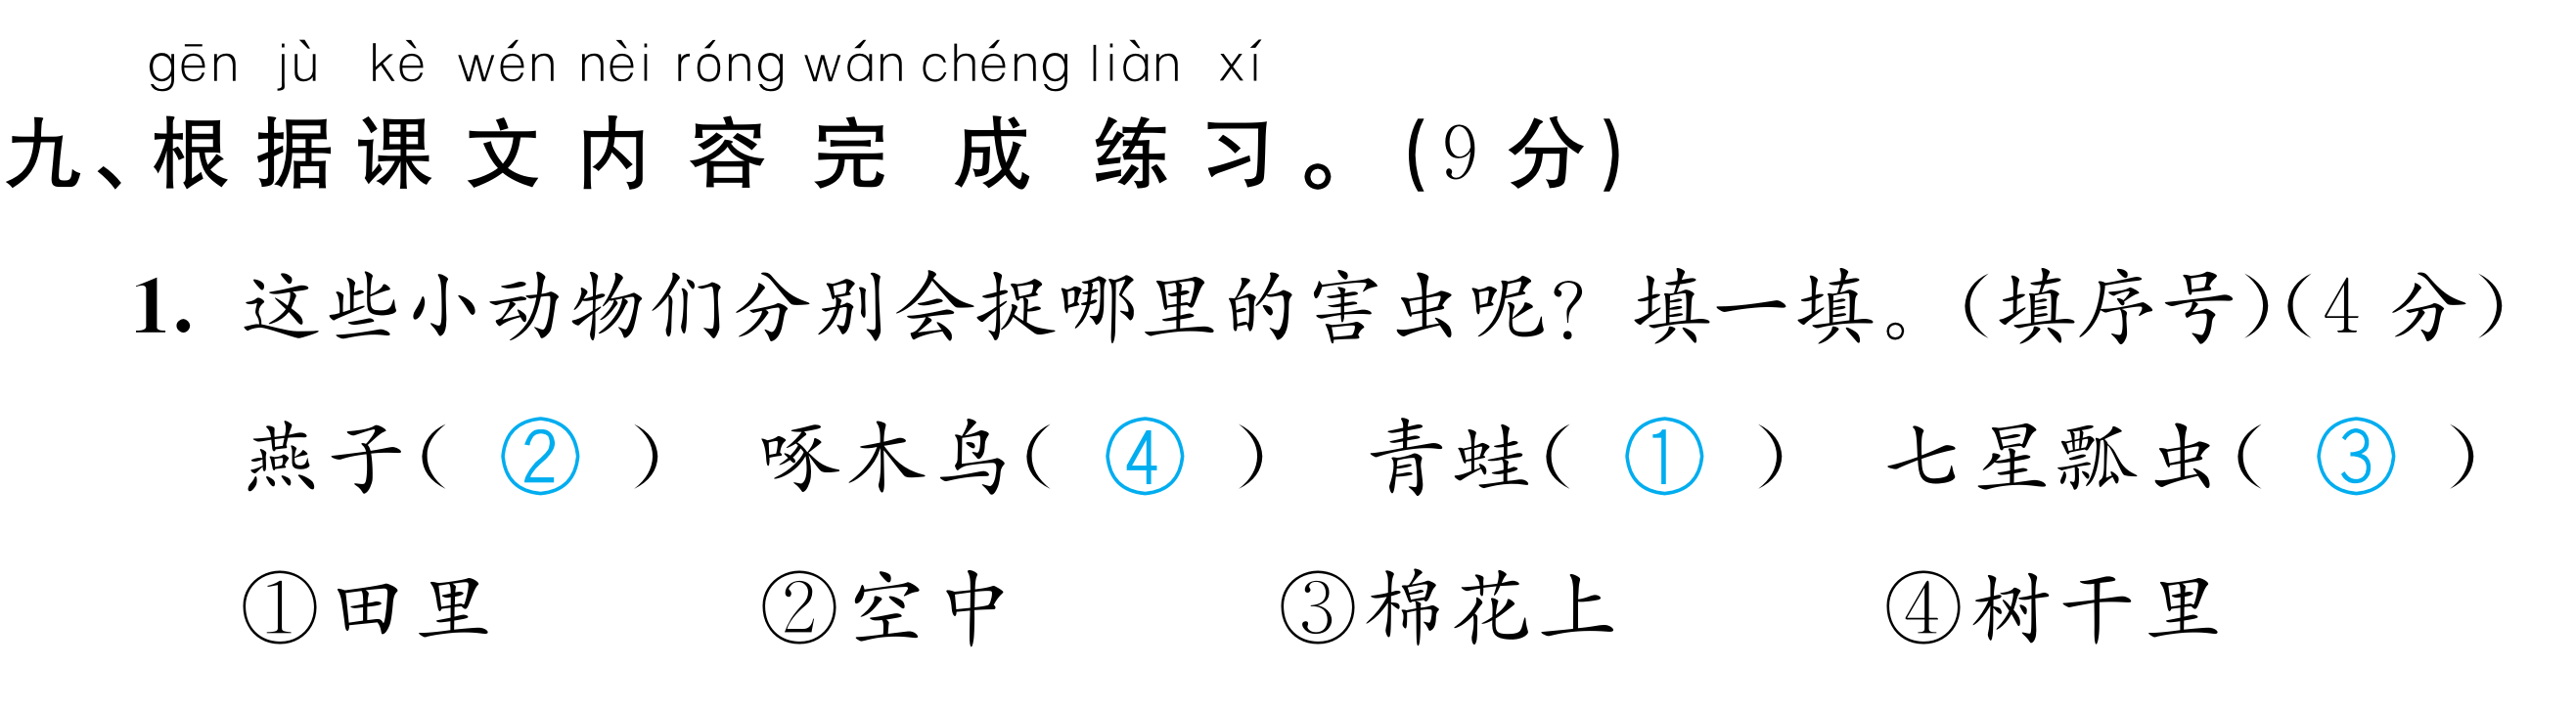 gēn jù kè wén nèi róng wán chéng liàn xí
九、根据课文内容完成练习。(9 分)
1. 这些小动物们分别会捉哪里的害虫呢？填一填。(填序号)(4 分)
燕子( ② ) 啄木鸟( ④ ) 青蛙( ① ) 七星瓢虫( ③ )
①田里 ②空中 ③棉花上 ④树干里